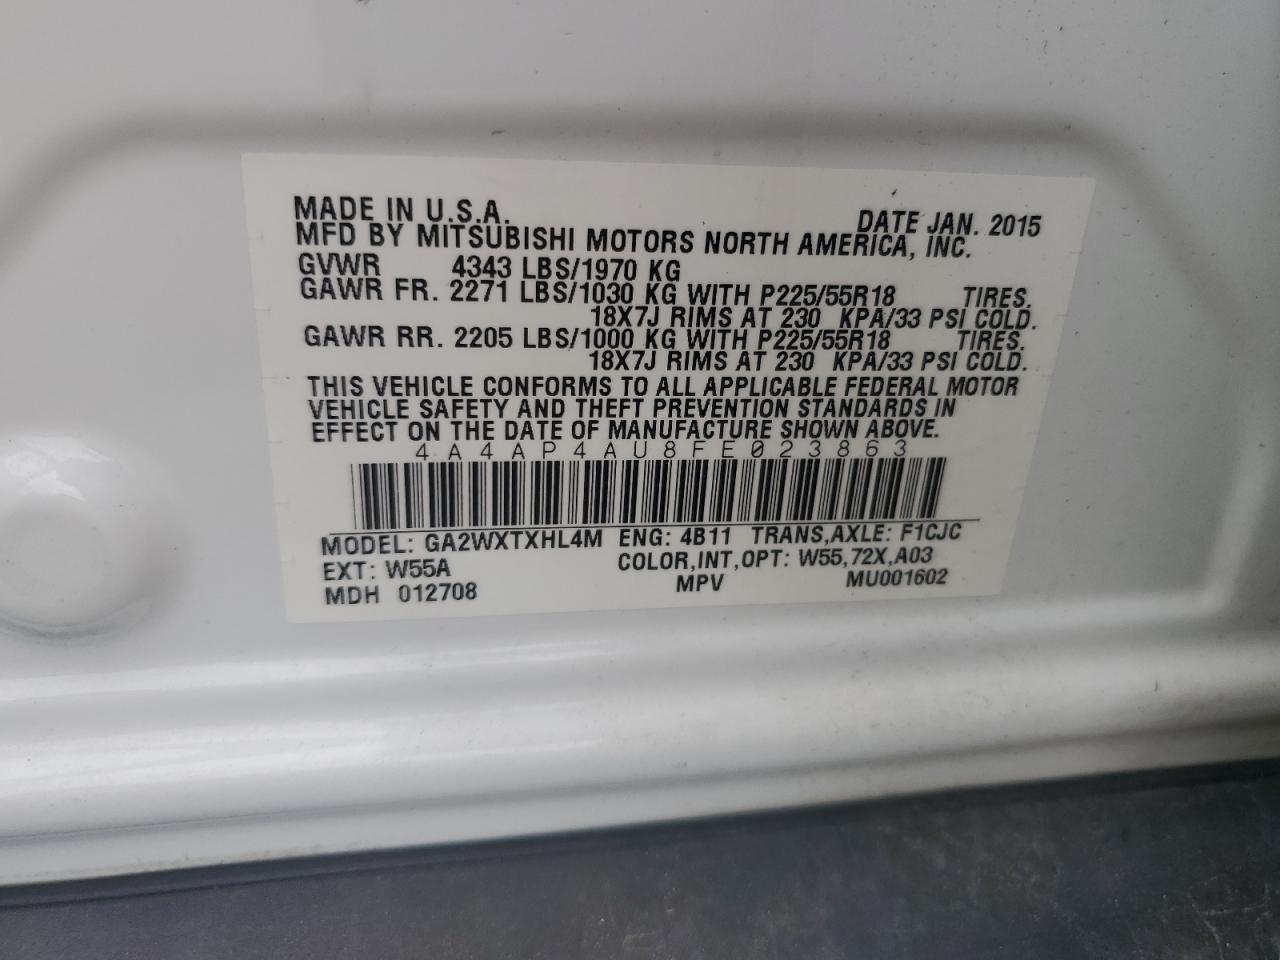 MADE IN U.S.A. DATE JAN. 2015
MFD BY MITSUBISHI MOTORS NORTH AMERICA, INC.
GVWR 4343 LBS/1970 KG
GAWR FR. 2271 LBS/1030 KG WITH P225/55R18 TIRES.
18X7J RIMS AT 230 KPA/33 PSI COLD.
GAWR RR. 2205 LBS/1000 KG WITH P225/55R18 TIRES.
18X7J RIMS AT 230 KPA/33 PSI COLD.
THIS VEHICLE CONFORMS TO ALL APPLICABLE FEDERAL MOTOR
VEHICLE SAFETY AND THEFT PREVENTION STANDARDS IN
EFFECT ON THE DATE OF MANUFACTURE SHOWN ABOVE.
4A4AP4AU8FE023863
MODEL: GA2WXTXHL4M ENG: 4B11 TRANS,AXLE: F1CJC
EXT: W55A COLOR,INT,OPT: W55,72X,A03
MDH 012708 MPV MU001602